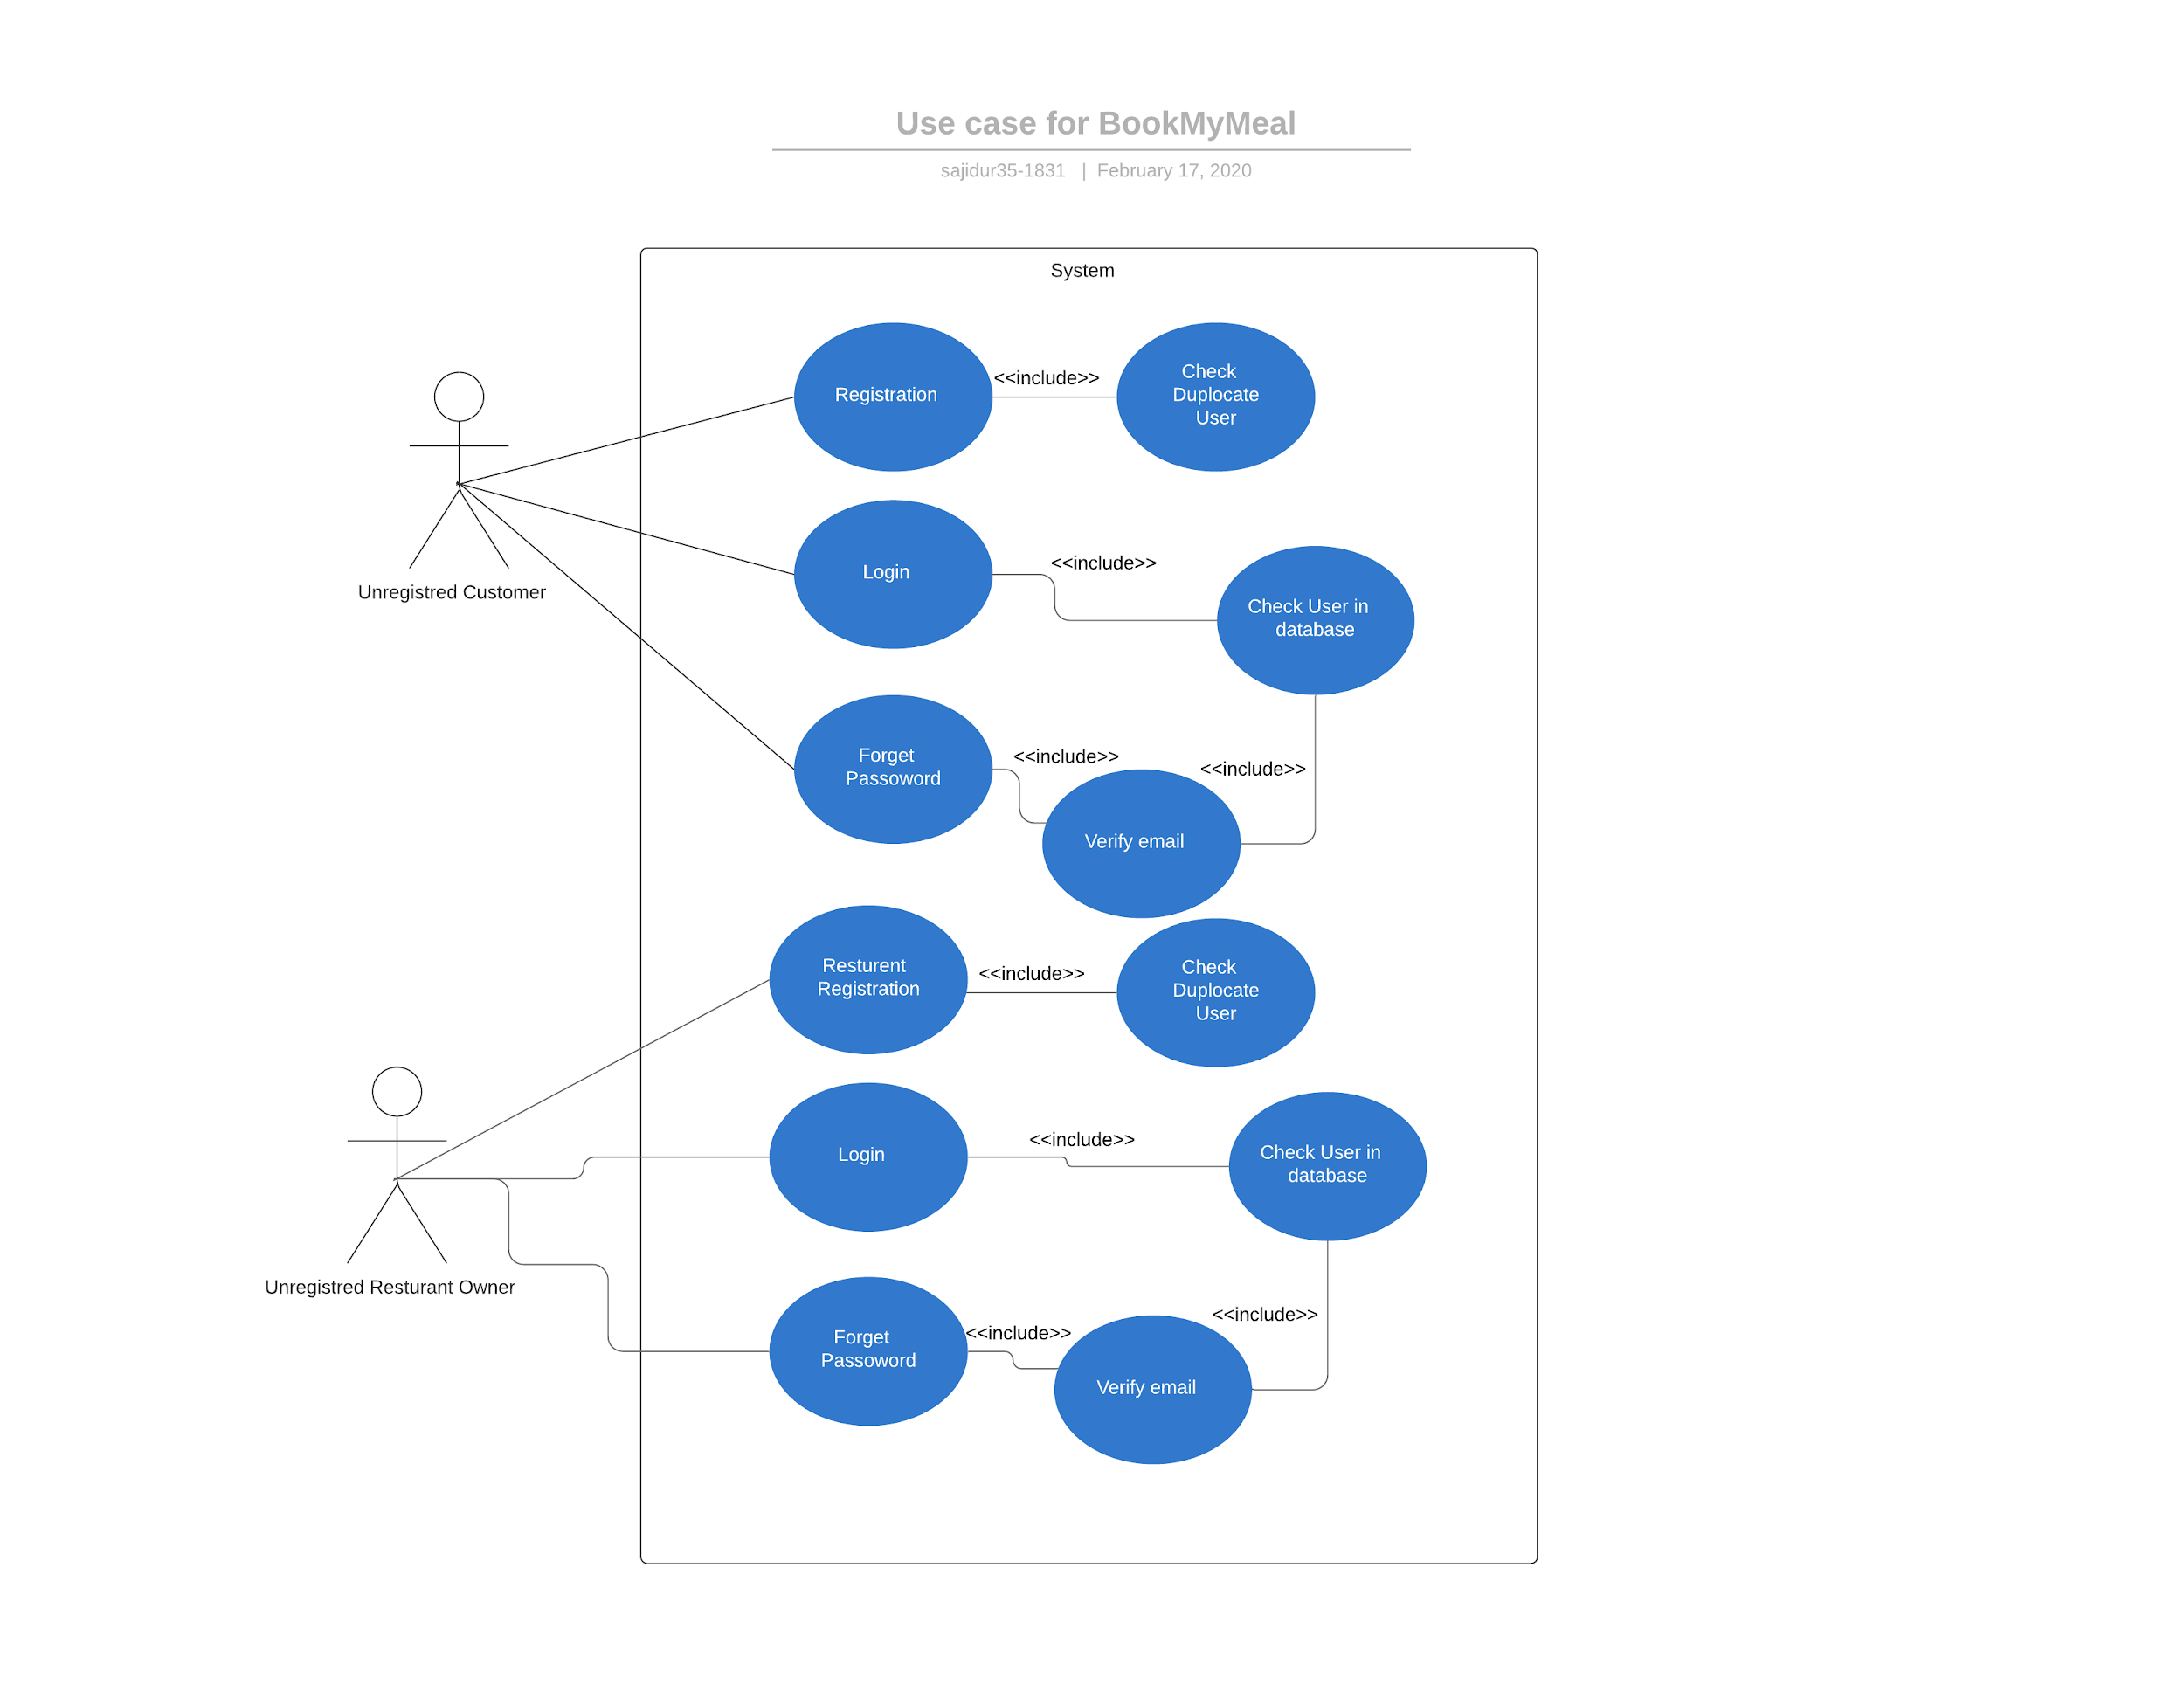 Use case for BookMyMeal
sajidur35-1831 | February 17, 2020
System
Registration
<<include>>
Check
Duplocate
User
Unregistred Customer
Login
<<include>>
Check User in
database
Forget
Passoword
<<include>>
Verify email
<<include>>
Resturent
Registration
<<include>>
Check
Duplocate
User
Unregistred Resturant Owner
Login
<<include>>
Check User in
database
Forget
Passoword
<<include>>
Verify email
<<include>>